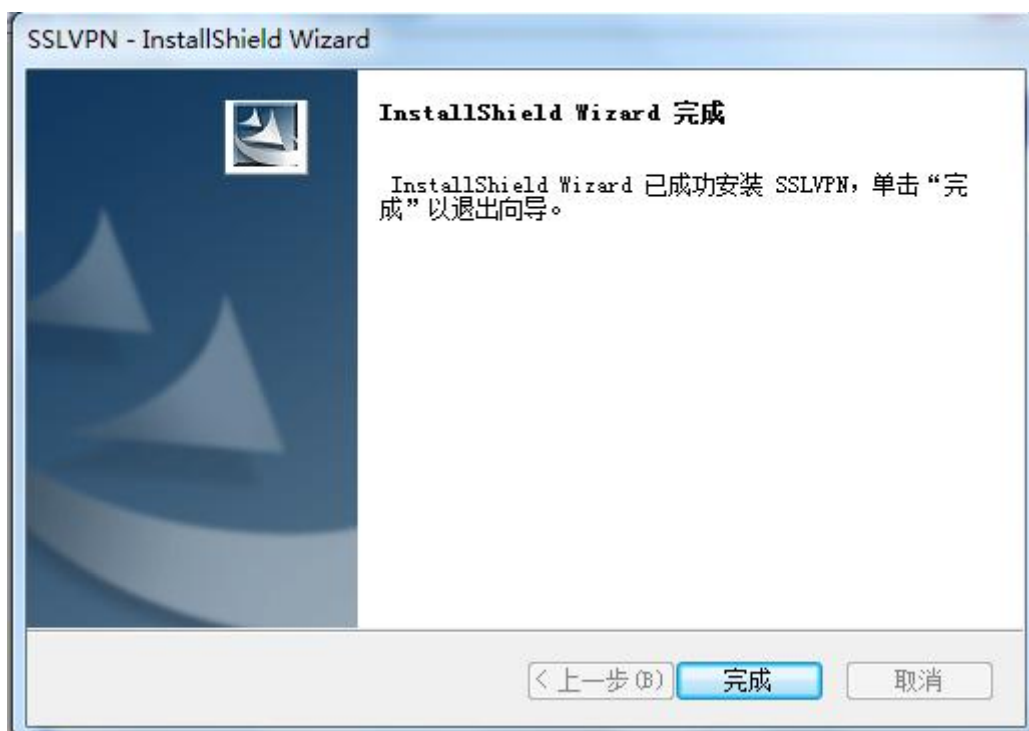 SSLVPN - InstallShield Wizard
InstallShield Wizard 完成
InstallShield Wizard 已成功安装 SSLVPN，单击“完
成”以退出向导。
<上一步(B)
完成
取消